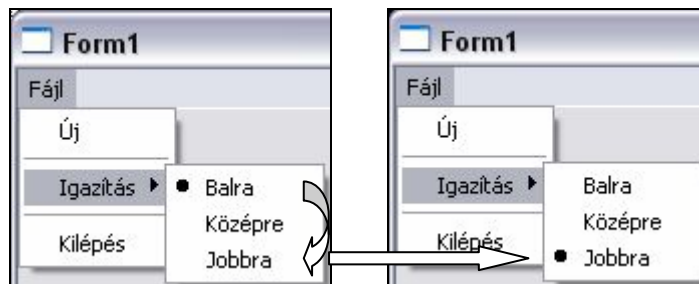 Form1
Fájl
Új
Igazítás
Balra
Középre
Jobbra
Kilépés
Form1
Fájl
Új
Igazítás
Balra
Középre
Jobbra
Kilépés